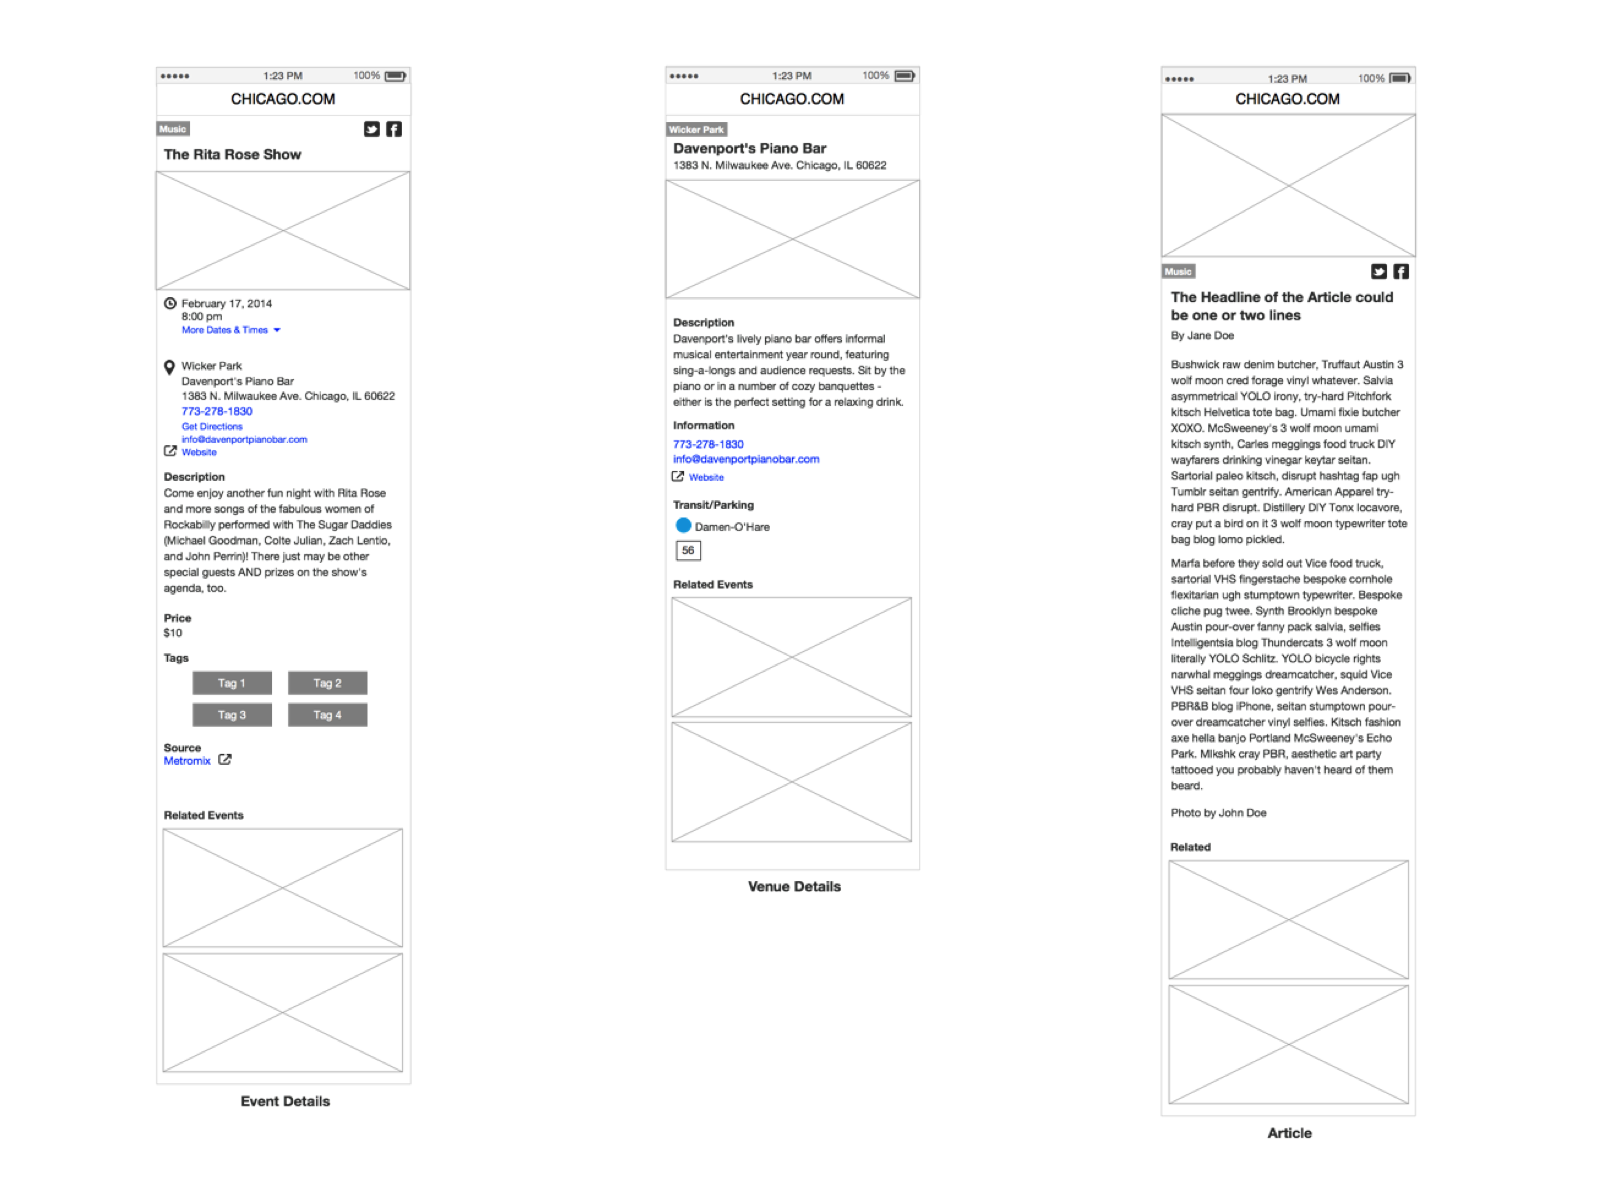 1:23 PM 100%
CHICAGO.COM
Music
The Rita Rose Show
February 17, 2014
8:00 pm
More Dates & Times
Wicker Park
Davenport's Piano Bar
1383 N. Milwaukee Ave. Chicago, IL 60622
773-278-1830
Get Directions
info@davenportpianobar.com
Website
Description
Come enjoy another fun night with Rita Rose
and more songs of the fabulous women of
Rockabilly performed with The Sugar Daddies
(Michael Goodman, Colte Julian, Zach Lentio,
and John Perrin)! There just may be other
special guests AND prizes on the show's
agenda, too.
Price
$10
Tags
Tag 1 Tag 2
Tag 3 Tag 4
Source
Metromix
Related Events
Event Details
1:23 PM 100%
CHICAGO.COM
Wicker Park
Davenport's Piano Bar
1383 N. Milwaukee Ave. Chicago, IL 60622
Description
Davenport's lively piano bar offers informal
musical entertainment year round, featuring
sing-a-longs and audience requests. Sit by the
piano or in a number of cozy banquettes -
either is the perfect setting for a relaxing drink.
Information
773-278-1830
info@davenportpianobar.com
Website
Transit/Parking
Damen-O'Hare
56
Related Events
Venue Details
1:23 PM 100%
CHICAGO.COM
Music
The Headline of the Article could
be one or two lines
By Jane Doe
Bushwick raw denim butcher, Truffaut Austin 3
wolf moon cred forage vinyl whatever. Salvia
asymmetrical YOLO irony, try-hard Pitchfork
kitsch Helvetica tote bag. Umami fixie butcher
XOXO. McSweeney's 3 wolf moon umami
kitsch synth, Carles meggings food truck DIY
wayfarers drinking vinegar keytar seitan.
Sartorial paleo kitsch, disrupt hashtag fap ugh
Tumblr seitan gentrify. American Apparel try-
hard PBR disrupt. Distillery DIY Tonx locavore,
cray put a bird on it 3 wolf moon typewriter tote
bag blog lomo pickled.
Marfa before they sold out Vice food truck,
sartorial VHS fingerstache bespoke cornhole
flexitarian ugh stumptown typewriter. Bespoke
cliche pug twee. Synth Brooklyn bespoke
Austin pour-over fanny pack salvia, selfies
Intelligentsia blog Thundercats 3 wolf moon
literally YOLO Schlitz. YOLO bicycle rights
narwhal meggings dreamcatcher, squid Vice
VHS seitan four loko gentrify Wes Anderson.
PBR&B blog iPhone, seitan stumptown pour-
over dreamcatcher vinyl selfies. Kitsch fashion
axe hella banjo Portland McSweeney's Echo
Park. Mlkshk cray PBR, aesthetic art party
tattooed you probably haven't heard of them
beard.
Photo by John Doe
Related
Article